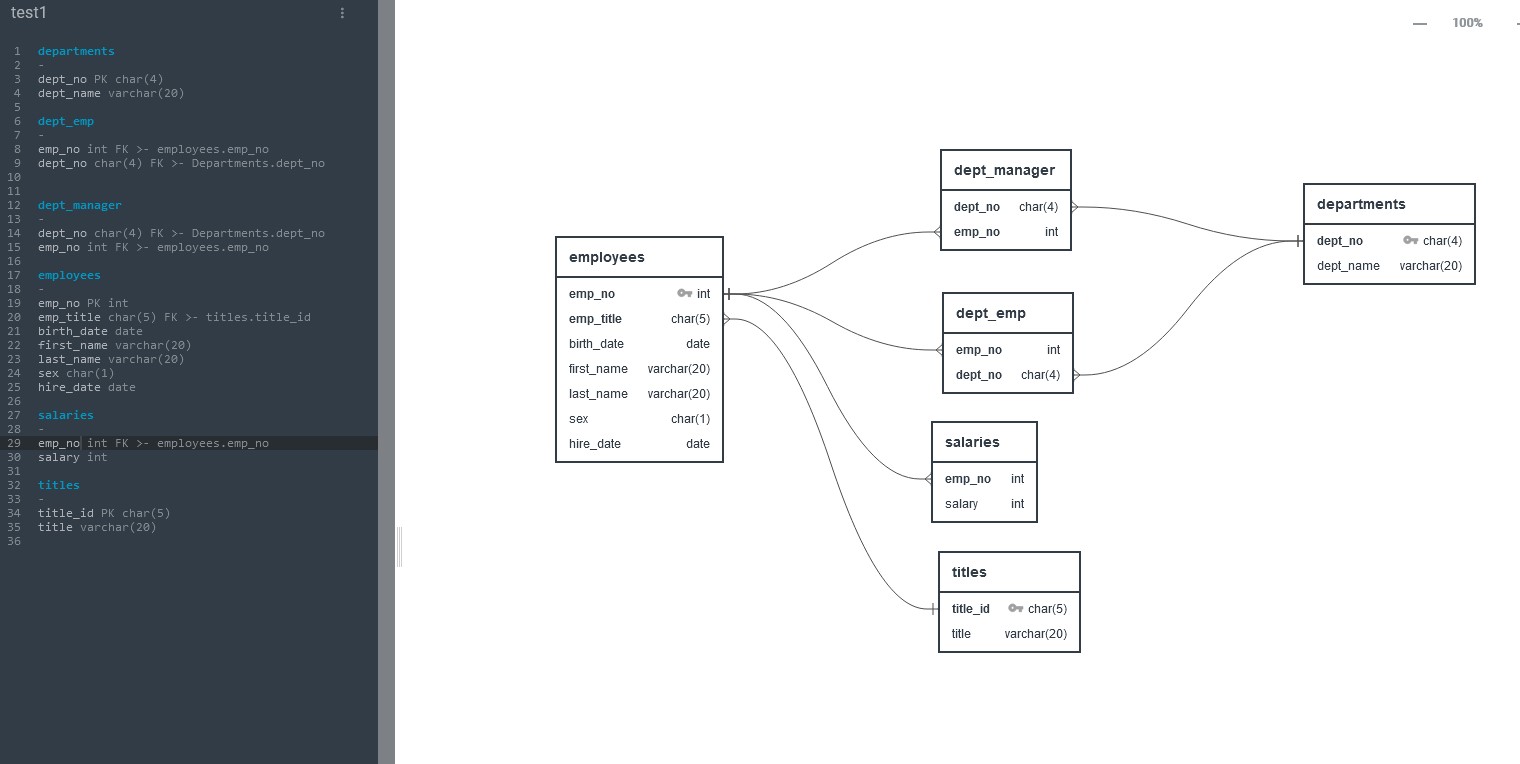 test1
1 departments
2 -
3 dept_no PK char(4)
4 dept_name varchar(20)
5
6 dept_emp
7 -
8 emp_no int FK >- employees.emp_no
9 dept_no char(4) FK >- Departments.dept_no
10
11
12 dept_manager
13 -
14 dept_no char(4) FK >- Departments.dept_no
15 emp_no int FK >- employees.emp_no
16
17 employees
18 -
19 emp_no PK int
20 emp_title char(5) FK >- titles.title_id
21 birth_date date
22 first_name varchar(20)
23 last_name varchar(20)
24 sex char(1)
25 hire_date date
26
27 salaries
28 -
29 emp_no int FK >- employees.emp_no
30 salary int
31
32 titles
33 -
34 title_id PK char(5)
35 title varchar(20)
36
100%
employees
emp_no int
emp_title char(5)
birth_date date
first_name varchar(20)
last_name varchar(20)
sex char(1)
hire_date date
dept_manager
dept_no char(4)
emp_no int
dept_emp
emp_no int
dept_no char(4)
salaries
emp_no int
salary int
titles
title_id char(5)
title varchar(20)
departments
dept_no char(4)
dept_name varchar(20)